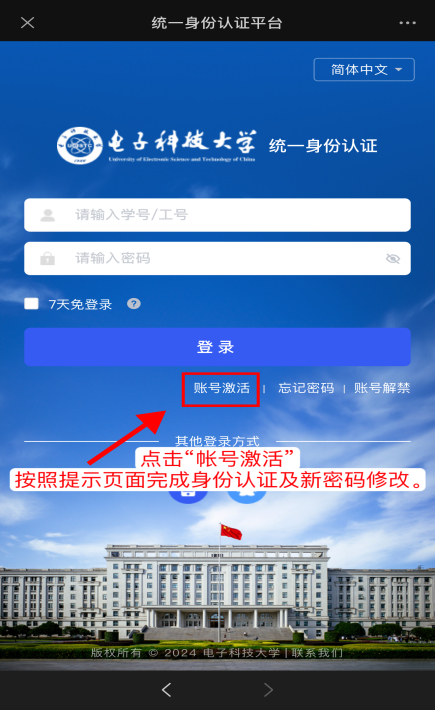 统一身份认证平台
简体中文
电子科技大学 统一身份认证
University of Electronic Science and Technology of China
请输入学号/工号
请输入密码
7天免登录 ?
登录
账号激活 | 忘记密码 | 账号解禁
其他登录方式
点击“帐号激活”
按照提示页面完成身份认证及新密码修改。
版权所有 © 2024 电子科技大学 | 联系我们